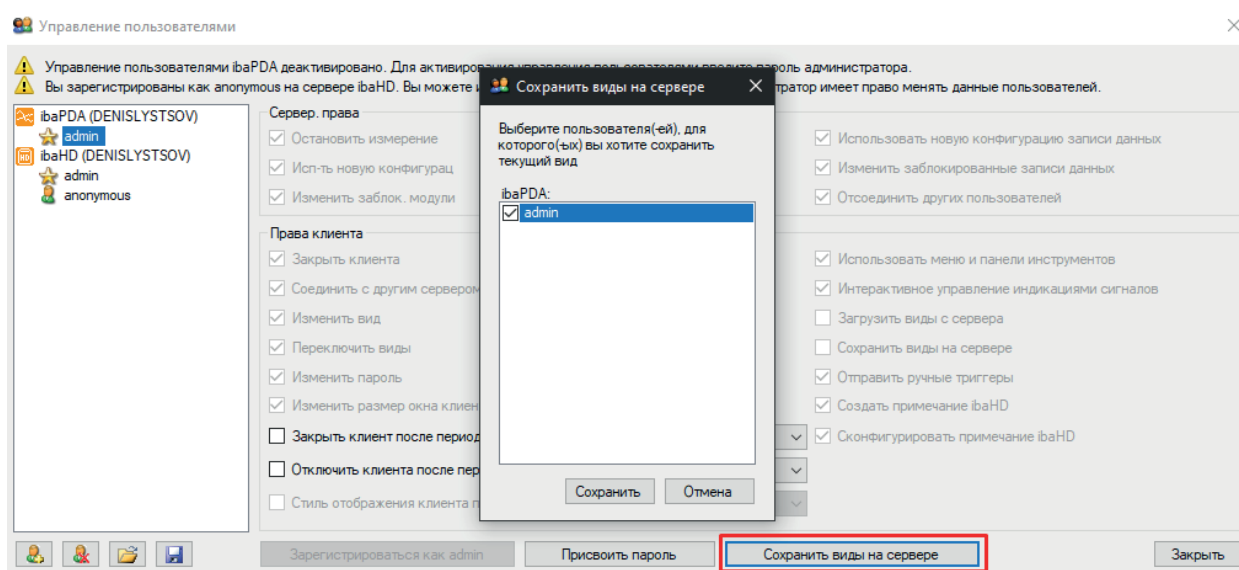 Управление пользователями
Управление пользователями ibaPDA деактивировано. Для активирования управления пользователями введите пароль администратора.
Вы зарегистрированы как anonymous на сервере ibaHD. Вы можете имеет право менять данные пользователей.
ibaPDA (DENISLYSTSOV)
admin
ibaHD (DENISLYSTSOV)
admin
anonymous
Сервер. права
Остановить измерение
Исп-ть новую конфигурац
Изменить заблок. модули
Использовать новую конфигурацию записи данных
Изменить заблокированные записи данных
Отсоединить других пользователей
Права клиента
Закрыть клиента
Соединить с другим сервером
Изменить вид
Переключить виды
Изменить пароль
Изменить размер окна клиен
Закрыть клиент после период
Отключить клиента после пер
Стиль отображения клиента п
Использовать меню и панели инструментов
Интерактивное управление индикациями сигналов
Загрузить виды с сервера
Сохранить виды на сервере
Отправить ручные триггеры
Создать примечание ibaHD
Сконфигурировать примечание ibaHD
Сохранить виды на сервере
Выберите пользователя(-ей), для
которого(-ых) вы хотите сохранить
текущий вид
ibaPDA:
admin
Сохранить
Отмена
Зарегистрироваться как admin
Присвоить пароль
Сохранить виды на сервере
Закрыть